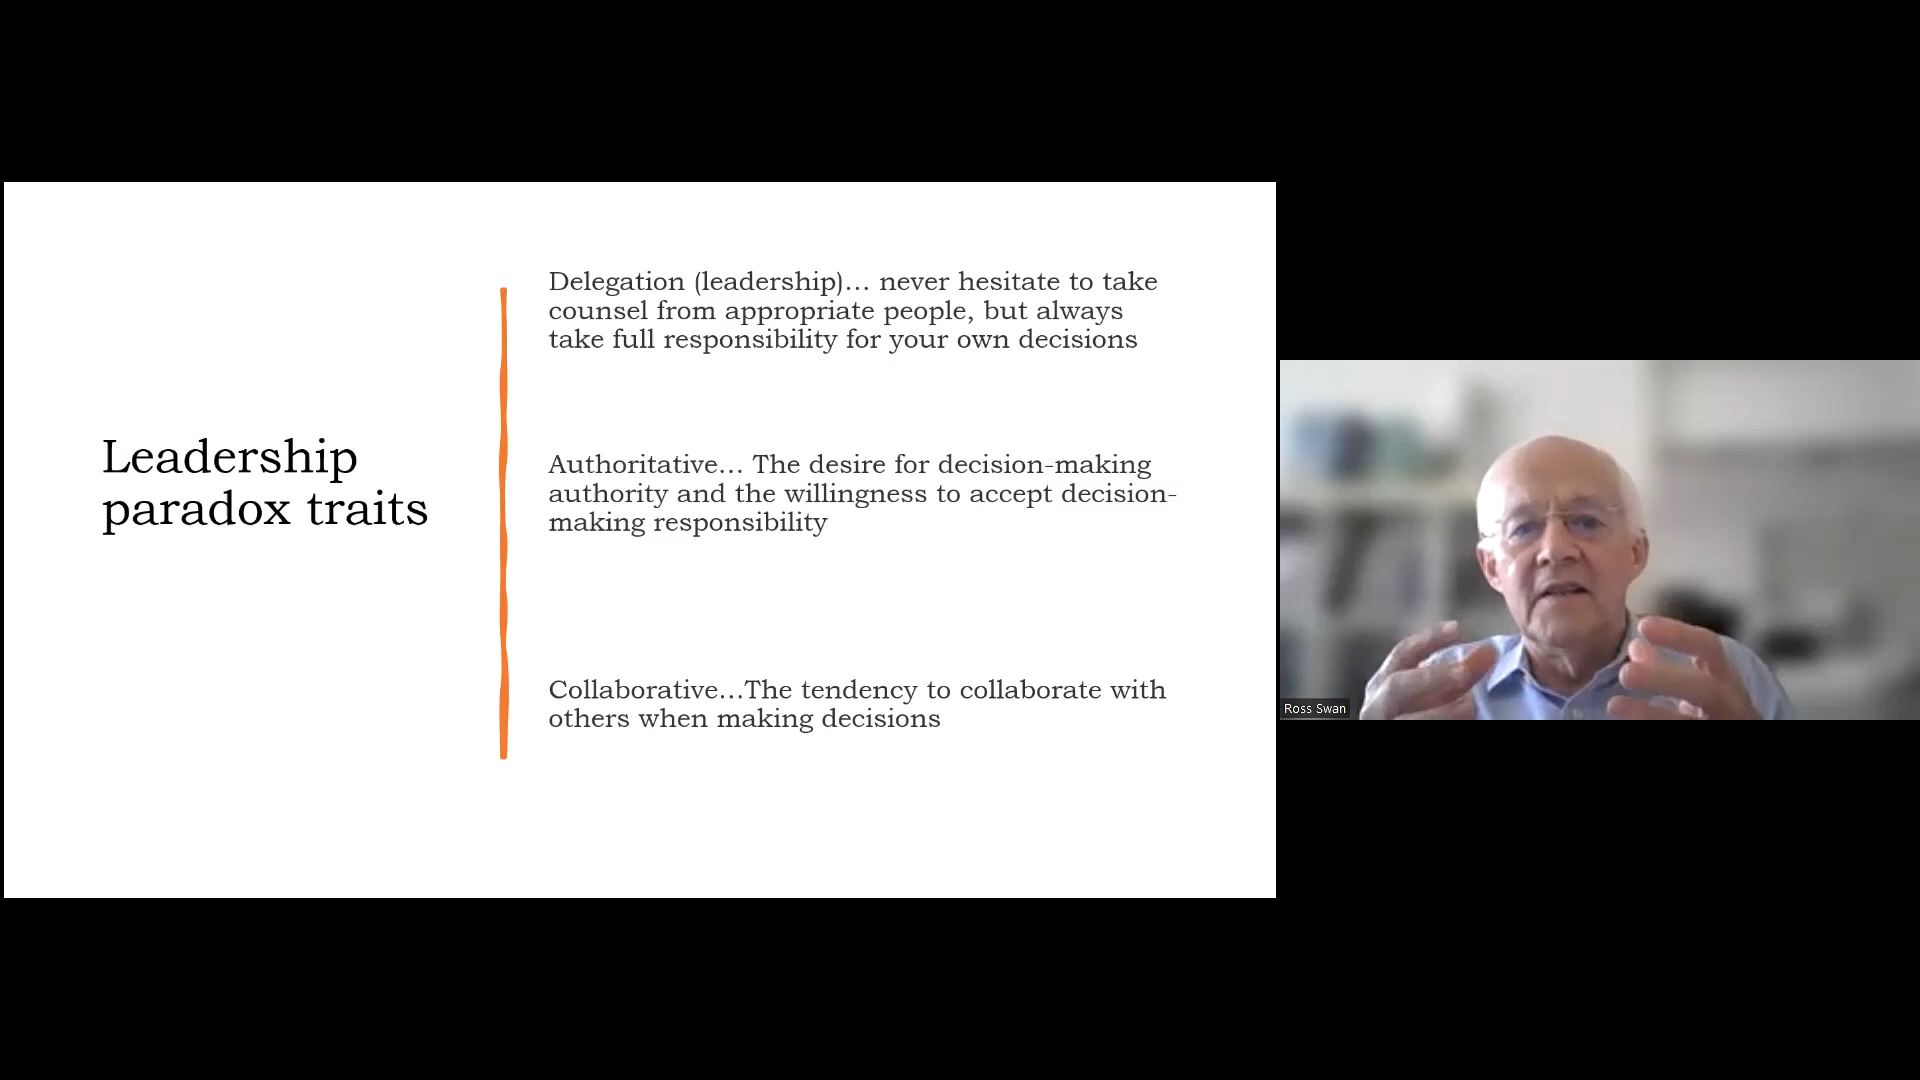 Leadership
paradox traits
Delegation (leadership)... never hesitate to take
counsel from appropriate people, but always
take full responsibility for your own decisions
Authoritative... The desire for decision-making
authority and the willingness to accept decision-
making responsibility
Collaborative...The tendency to collaborate with
others when making decisions
Ross Swan